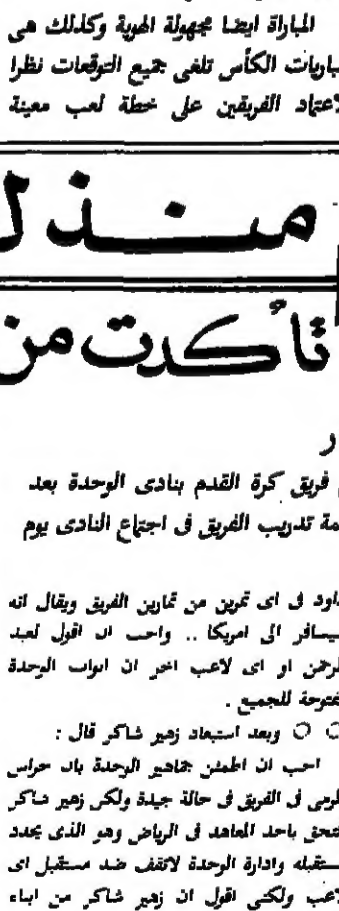 المباراة ايضا مجهولة الهوية وكذلك هى
مباريات الكأس تلغى جميع التوقعات نظرا
لاعتماد الفريقين على خطة لعب معينة
منذ
تأكدت من
ر
فريق كرة القدم بنادى الوحدة بعد
مة تدريب الفريق فى اجتماع النادى يوم
داود فى اى تمرين من تمارين الفريق ويقال انه
سيسافر الى امريكا .. واحب ان اقول لعبد
الرحمن او اى لاعب اخر ان ابواب الوحدة
مفتوحة للجميع .
○ ○ وبعد استبعاد زهير شاكر قال :
احب ان اطمئن جماهير الوحدة بان حراس
المرمى فى الفريق فى حالة جيدة ولكن زهير شاكر
التحق باحد المعاهد فى الرياض وهو الذى يحدد
مستقبله وادارة الوحدة لاتقف ضد مستقبل اى
لاعب ولكنى اقول ان زهير شاكر من ابناء